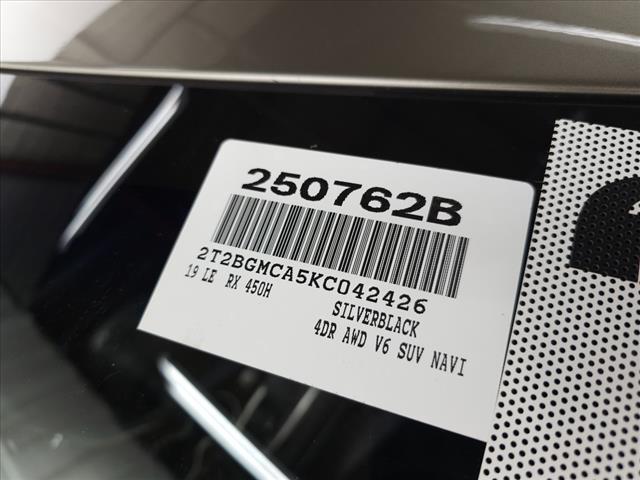 250762B
2T2BGMCA5KC042426
19 LE RX 450H
SILVERBLACK
4DR AWD V6 SUV NAVI